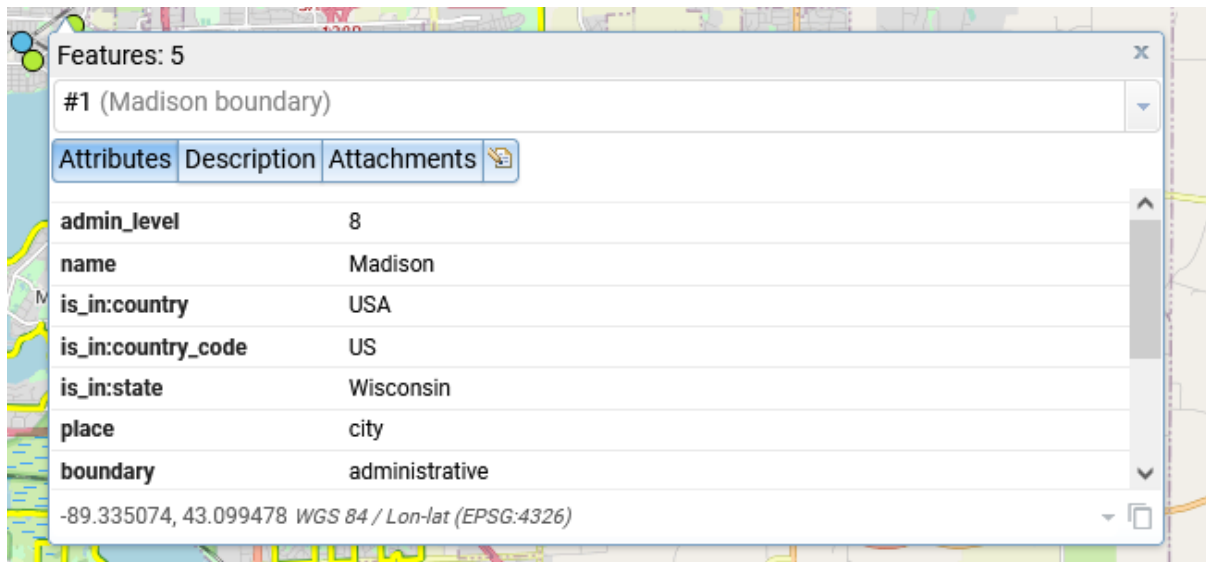 Features: 5
#1 (Madison boundary)
Attributes Description Attachments
admin_level 8
name Madison
is_in:country USA
is_in:country_code US
is_in:state Wisconsin
place city
boundary administrative
-89.335074, 43.099478 WGS 84 / Lon-lat (EPSG:4326)